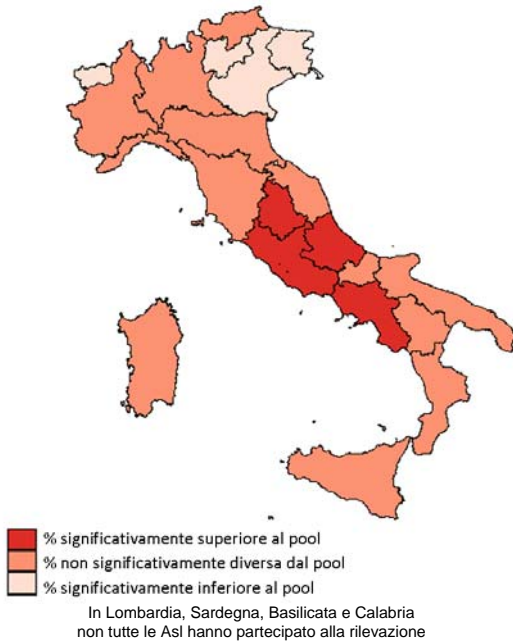 % significativamente superiore al pool
% non significativamente diversa dal pool
% significativamente inferiore al pool
In Lombardia, Sardegna, Basilicata e Calabria
non tutte le Asl hanno partecipato alla rilevazione